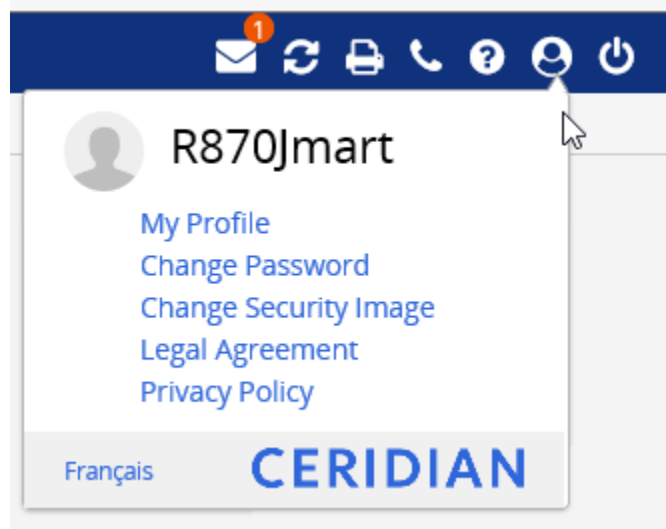 1
R870Jmart
My Profile
Change Password
Change Security Image
Legal Agreement
Privacy Policy
Français
CERIDIAN